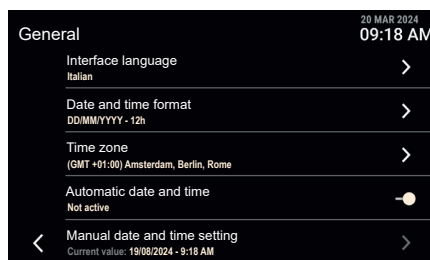 General
20 MAR 2024
09:18 AM
Interface language
Italian
Date and time format
DD/MM/YYYY - 12h
Time zone
(GMT +01:00) Amsterdam, Berlin, Rome
Automatic date and time
Not active
Manual date and time setting
Current value: 19/08/2024 - 9:18 AM